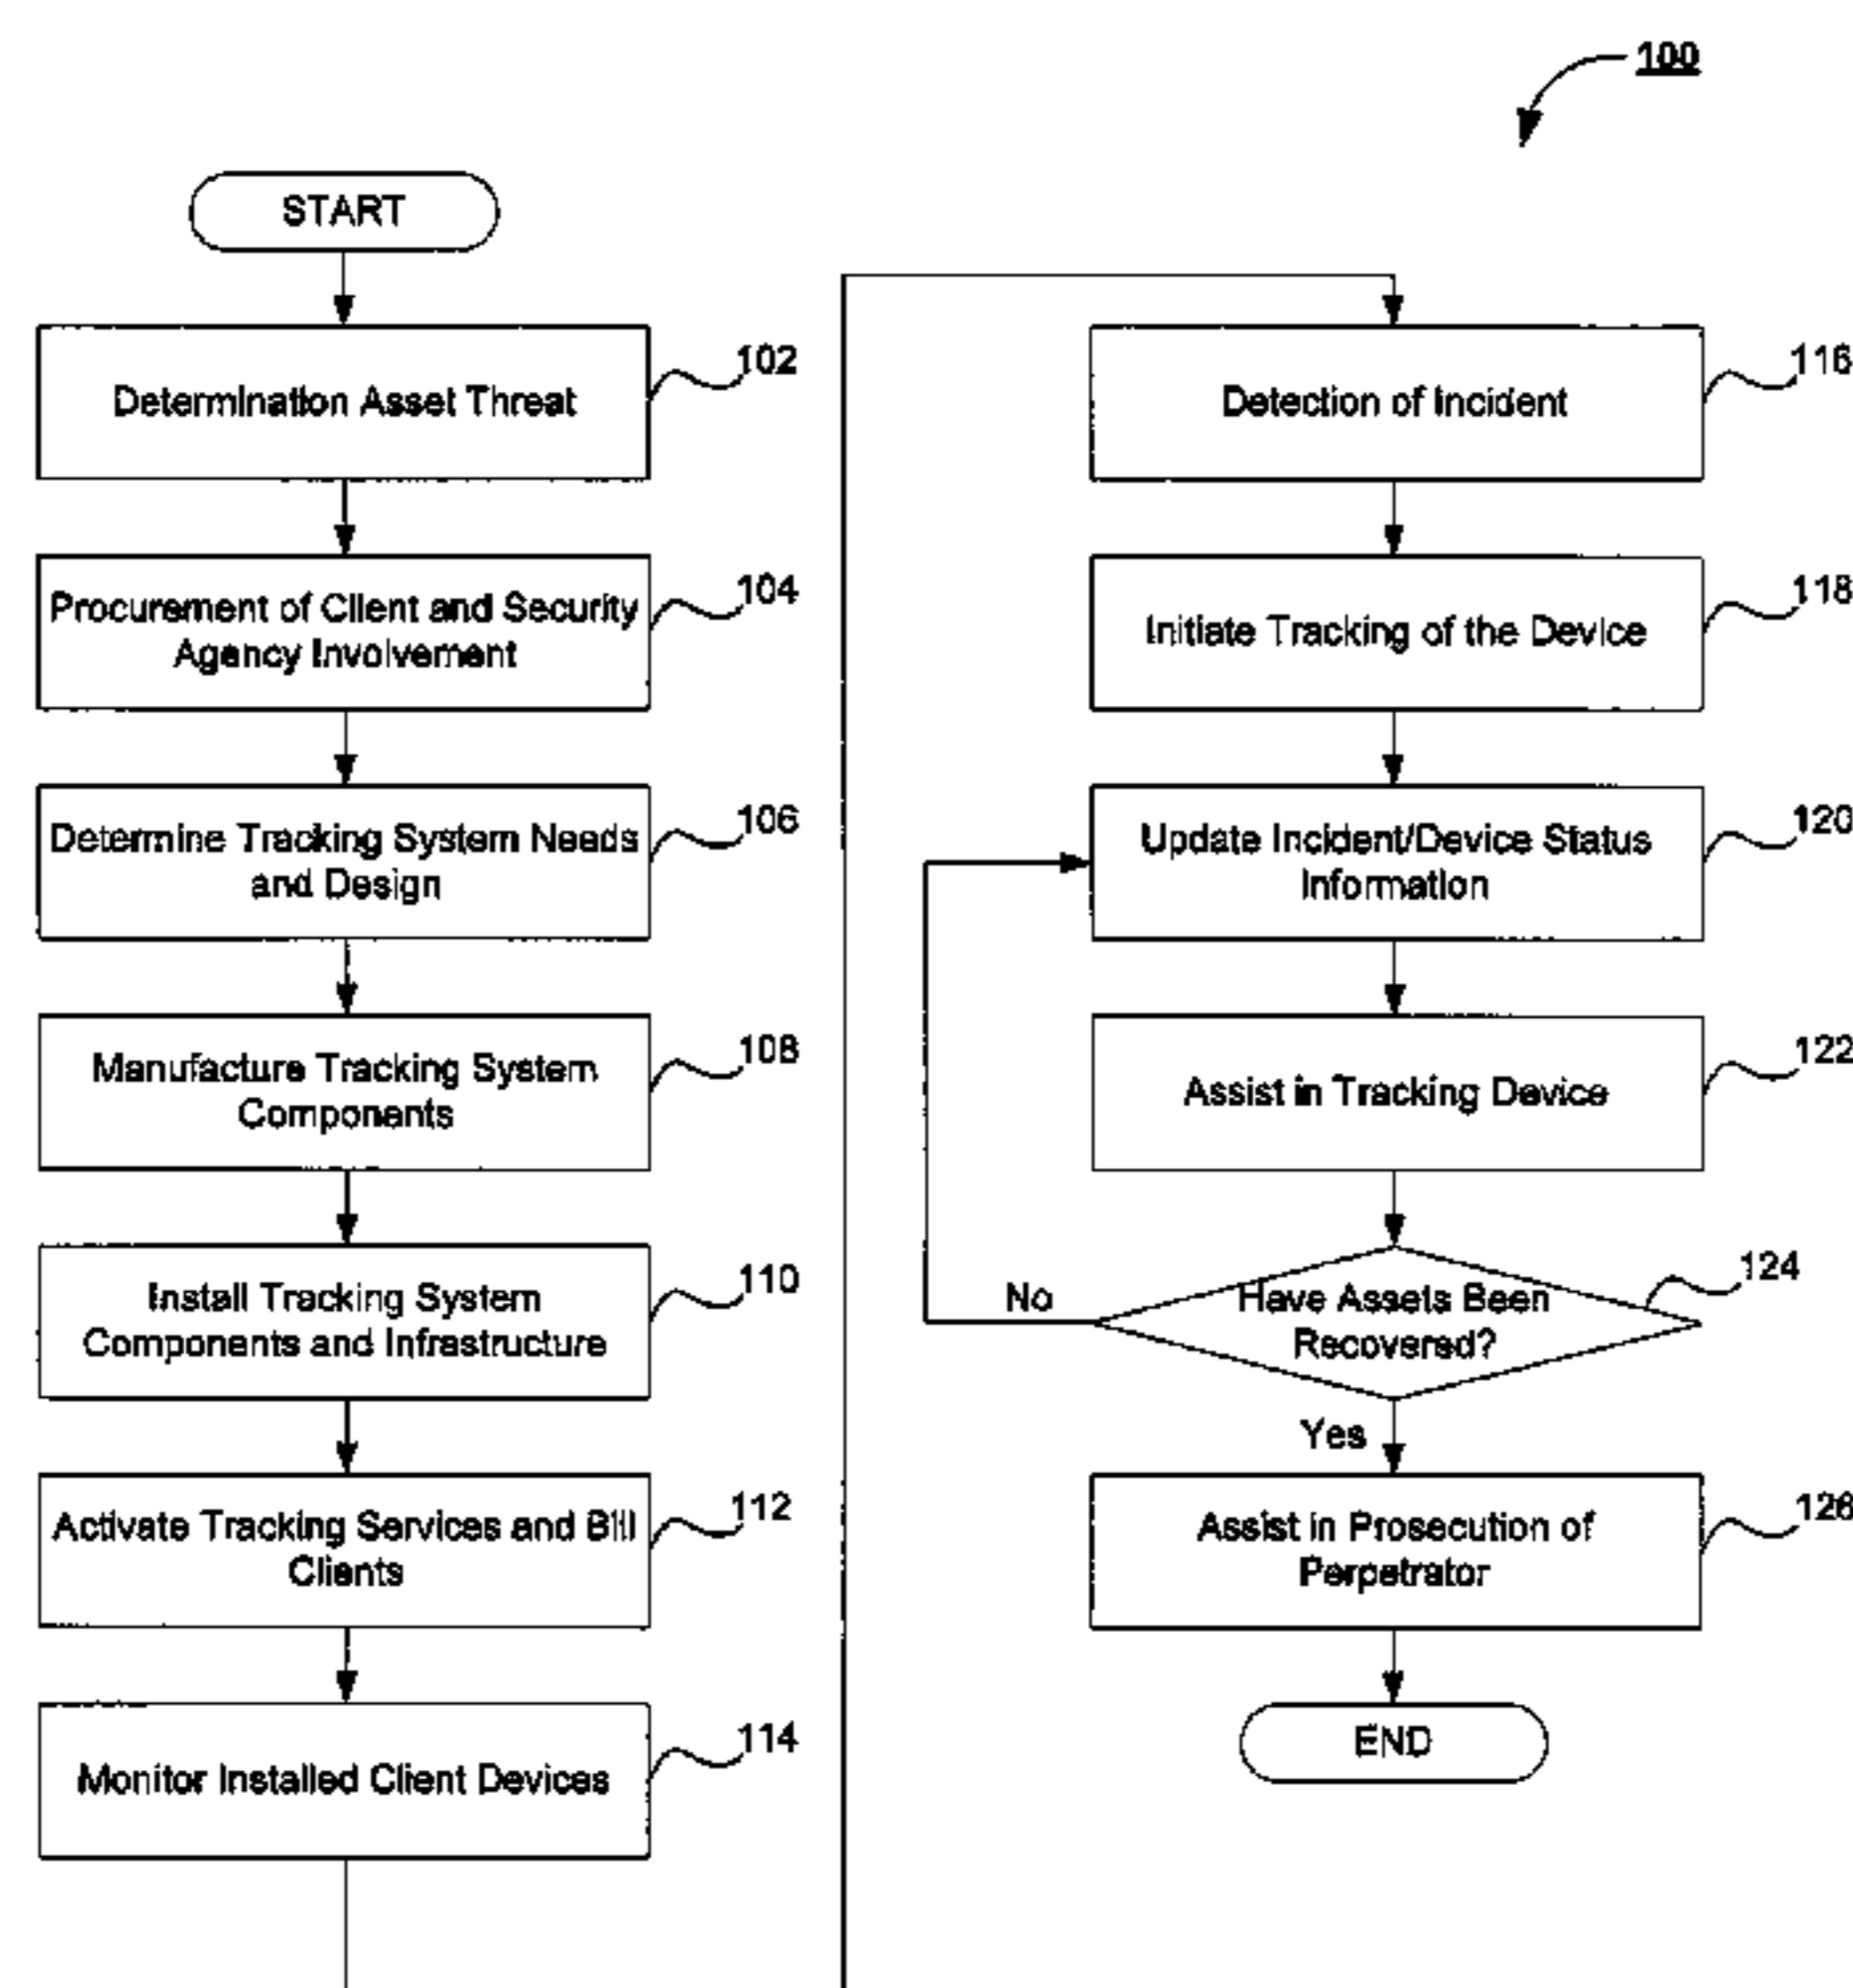 100
START
Determination Asset Threat
102
Procurement of Client and Security
Agency Involvement
104
Determine Tracking System Needs
and Design
106
Manufacture Tracking System
Components
108
Install Tracking System
Components and Infrastructure
110
Activate Tracking Services and Bill
Clients
112
Monitor Installed Client Devices
114
Detection of Incident
116
Initiate Tracking of the Device
118
Update Incident/Device Status
Information
120
Assist in Tracking Device
122
Have Assets Been
Recovered?
124
No
Yes
Assist in Prosecution of
Perpetrator
126
END